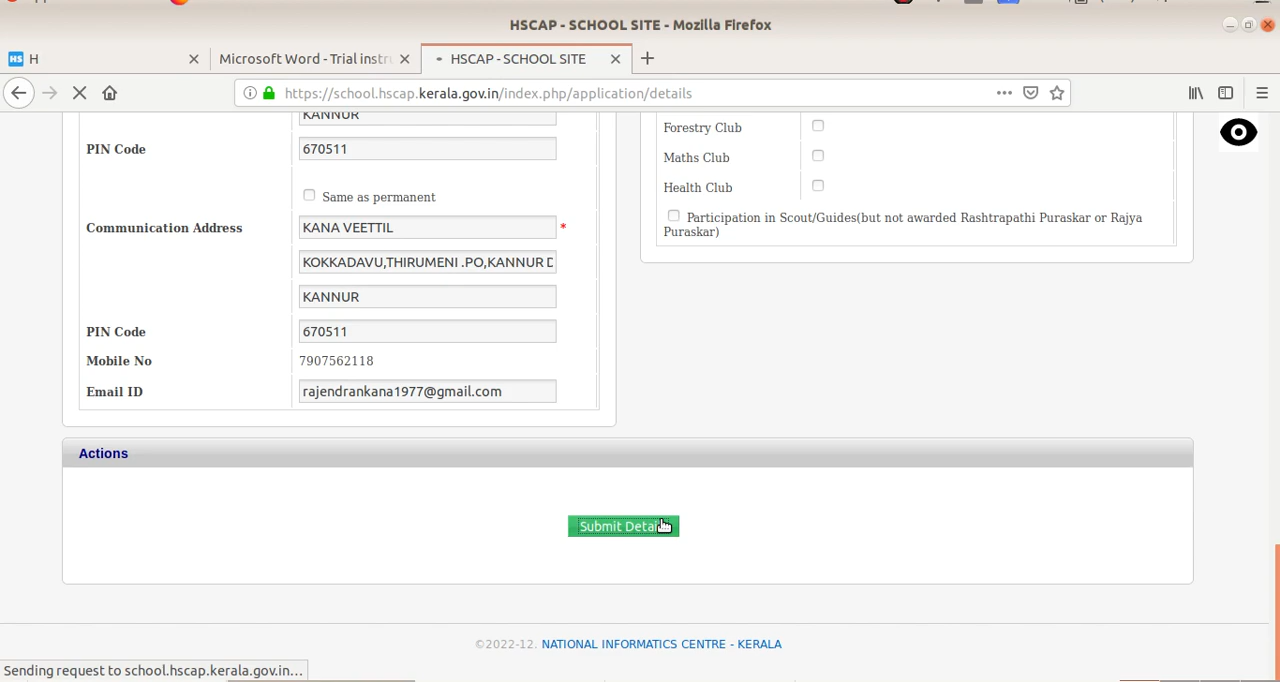 HSCAP - SCHOOL SITE - Mozilla Firefox
HS H
Microsoft Word - Trial instru
HSCAP - SCHOOL SITE
https://school.hscap.kerala.gov.in/index.php/application/details
KANNUR
PIN Code 670511
Same as permanent
Communication Address KANA VEETTIL *
KOKKADAVU,THIRUMENI .PO,KANNUR D
KANNUR
PIN Code 670511
Mobile No 7907562118
Email ID rajendrankana1977@gmail.com
Forestry Club
Maths Club
Health Club
Participation in Scout/Guides(but not awarded Rashtrapathi Puraskar or Rajya
Puraskar)
Actions
Submit Details
©2022-12. NATIONAL INFORMATICS CENTRE - KERALA
Sending request to school.hscap.kerala.gov.in...